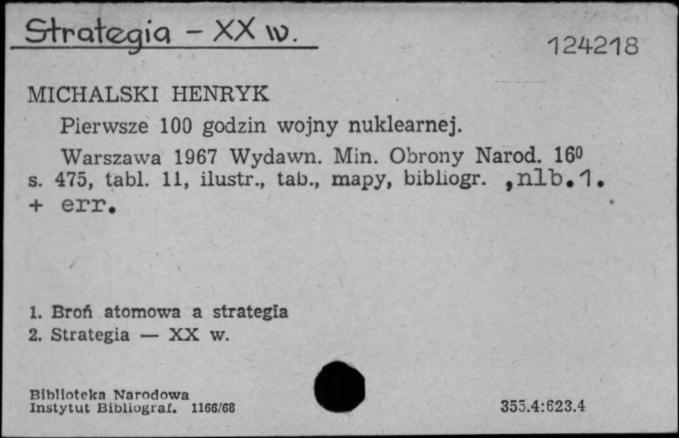 Strategia - XX w.
124218
MICHALSKI HENRYK
Pierwsze 100 godzin wojny nuklearnej.
Warszawa 1967 Wydawn. Min. Obrony Narod. 16⁰
s. 475, tabl. 11, ilustr., tab., mapy, bibliogr. ,nlb.1.
+ err.
1. Broń atomowa a strategia
2. Strategia — XX w.
Biblioteka Narodowa
Instytut Bibliograf. 1166/68
355.4:623.4